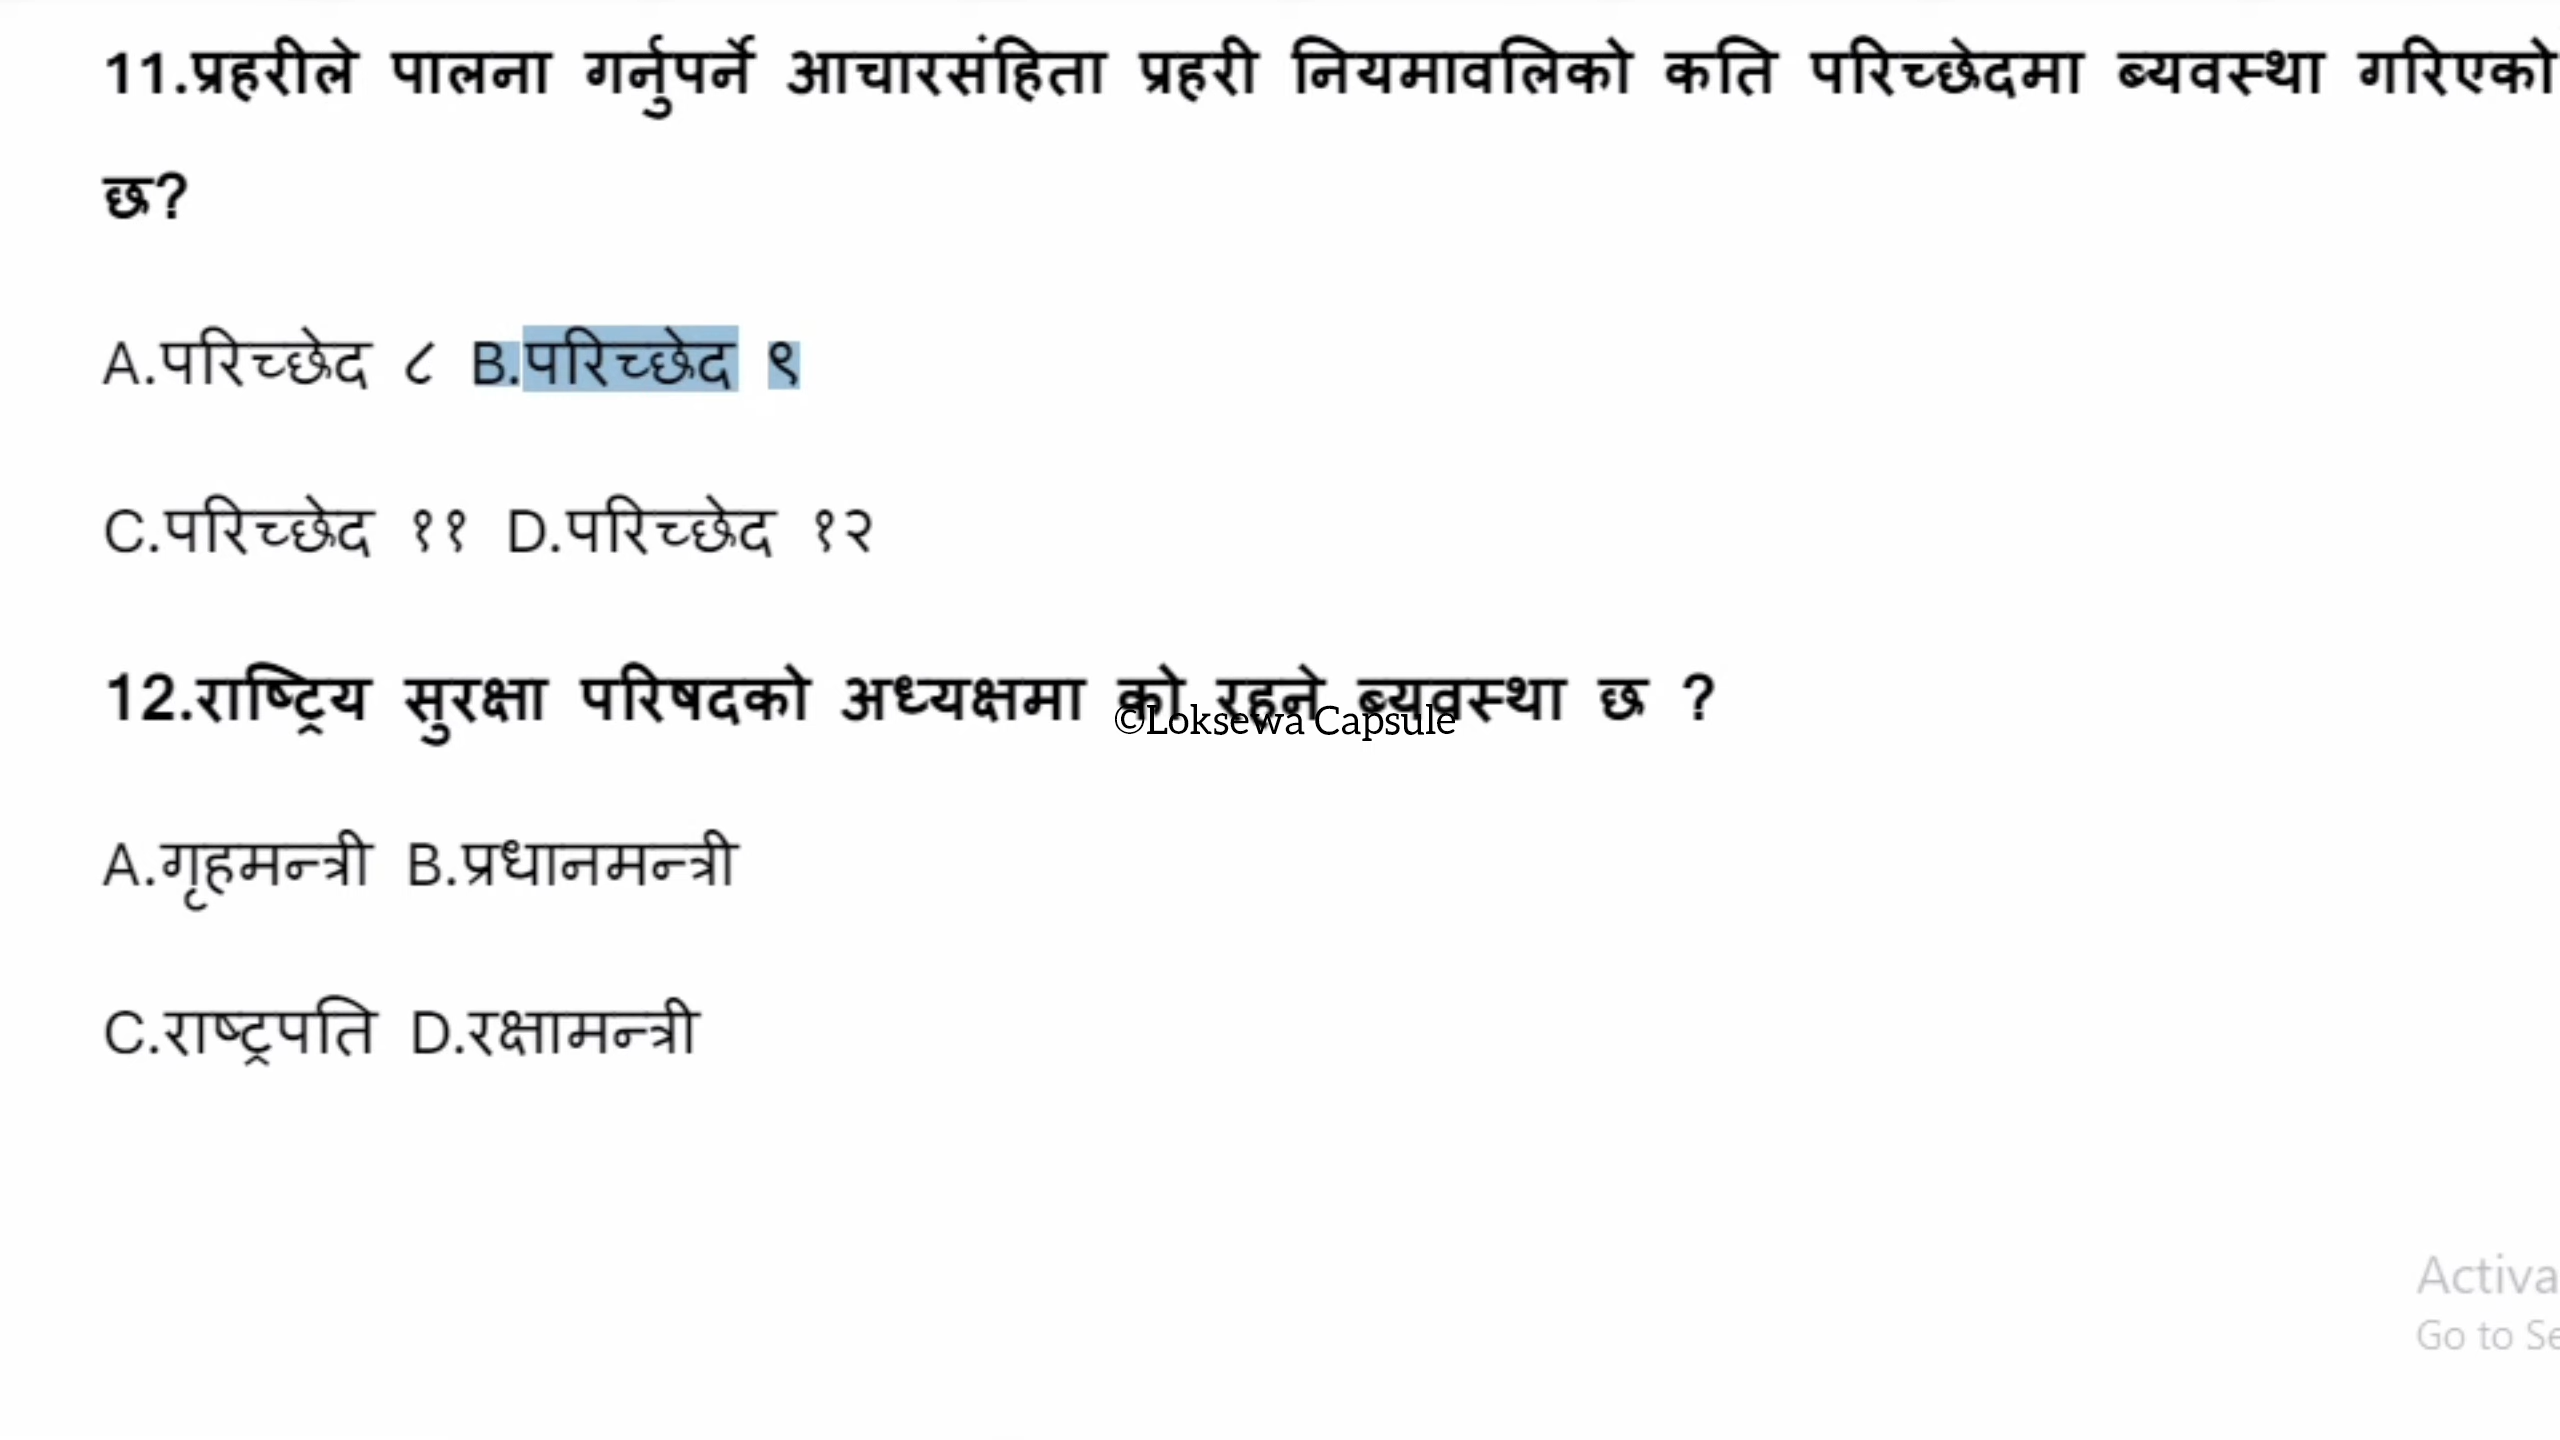 11.प्रहरीले पालना गर्नुपर्ने आचारसंहिता प्रहरी नियमावलिको कति परिच्छेदमा ब्यवस्था गरिएको
छ?
A.परिच्छेद ८ B.परिच्छेद ९
C.परिच्छेद ११ D.परिच्छेद १२
12.राष्ट्रिय सुरक्षा परिषदको अध्यक्षमा को रहने ब्यवस्था छ ?
©Loksewa Capsule
A.गृहमन्त्री B.प्रधानमन्त्री
C.राष्ट्रपति D.रक्षामन्त्री
Activa
Go to Se